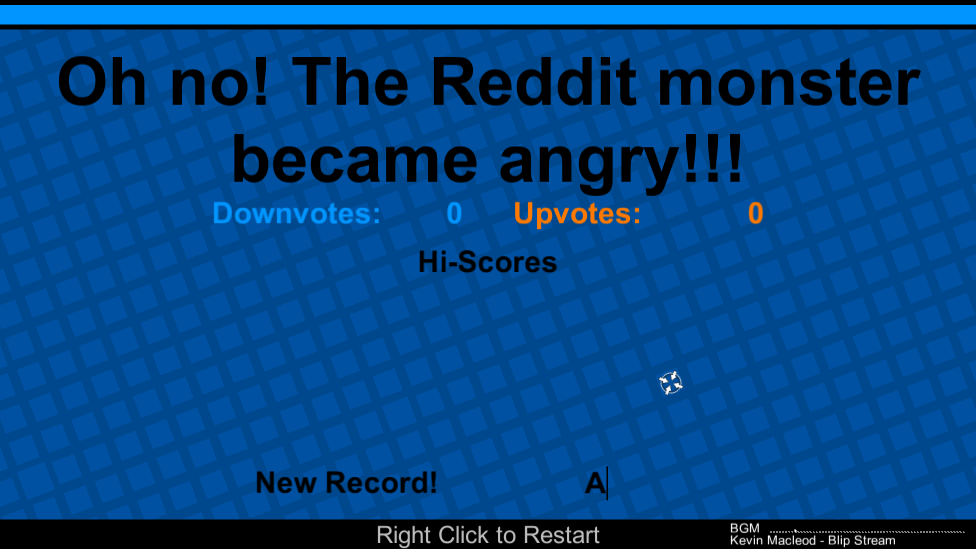 Oh no! The Reddit monster
became angry!!!
Downvotes: 0 Upvotes: 0
Hi-Scores
New Record! A
Right Click to Restart
BGM
Kevin Macleod - Blip Stream